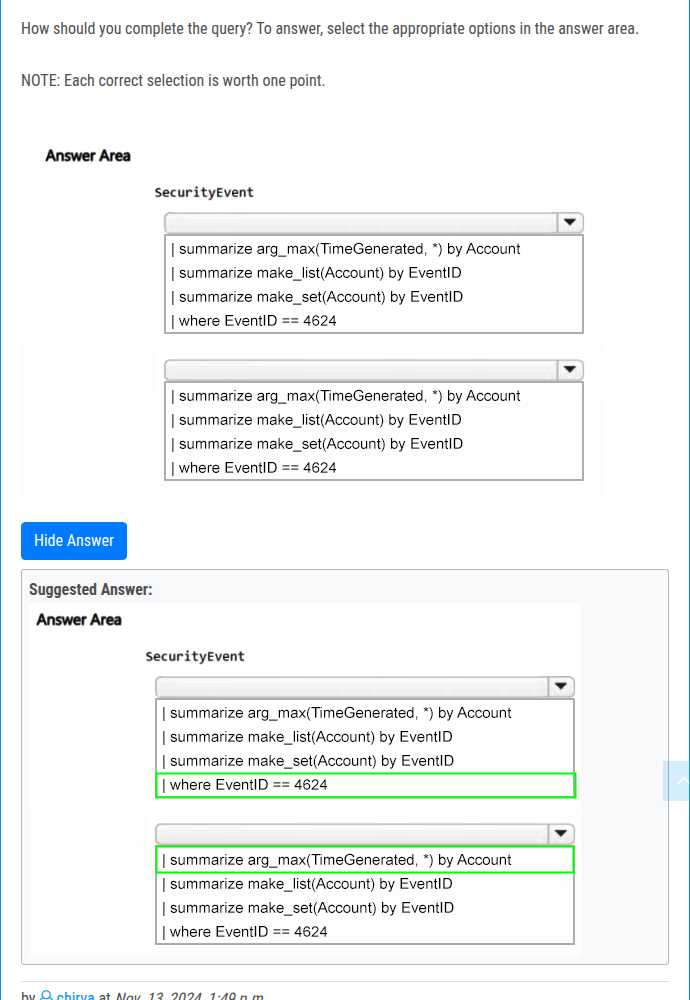 How should you complete the query? To answer, select the appropriate options in the answer area.
NOTE: Each correct selection is worth one point.
Answer Area
SecurityEvent
| summarize arg_max(TimeGenerated, *) by Account
| summarize make_list(Account) by EventID
| summarize make_set(Account) by EventID
| where EventID == 4624
| summarize arg_max(TimeGenerated, *) by Account
| summarize make_list(Account) by EventID
| summarize make_set(Account) by EventID
| where EventID == 4624
Hide Answer
Suggested Answer:
Answer Area
SecurityEvent
| summarize arg_max(TimeGenerated, *) by Account
| summarize make_list(Account) by EventID
| summarize make_set(Account) by EventID
| where EventID == 4624
| summarize arg_max(TimeGenerated, *) by Account
| summarize make_list(Account) by EventID
| summarize make_set(Account) by EventID
| where EventID == 4624
by chirva at Nov. 13, 2024, 1:49 p.m.